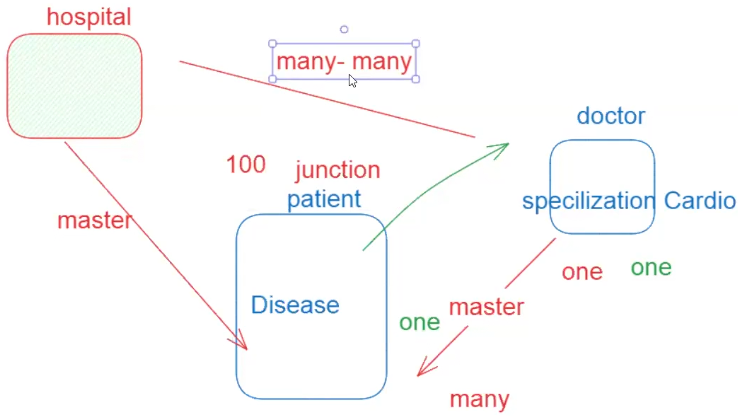 hospital
many- many
doctor
100
junction
patient
specilization Cardio
master
Disease
one
one
master
one
many